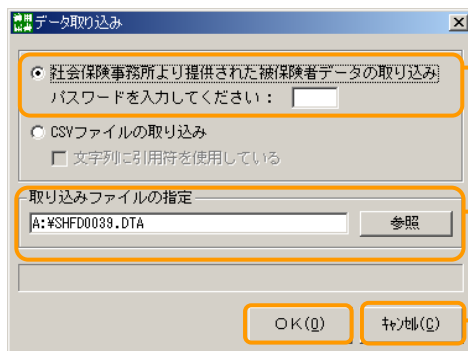 データ取り込み
社会保険事務所より提供された被保険者データの取り込み
パスワードを入力してください：
CSVファイルの取り込み
文字列に引用符を使用している
取り込みファイルの指定
A:¥SHFD0039.DTA
参照
OK(O)
ｷｬﾝｾﾙ(C)